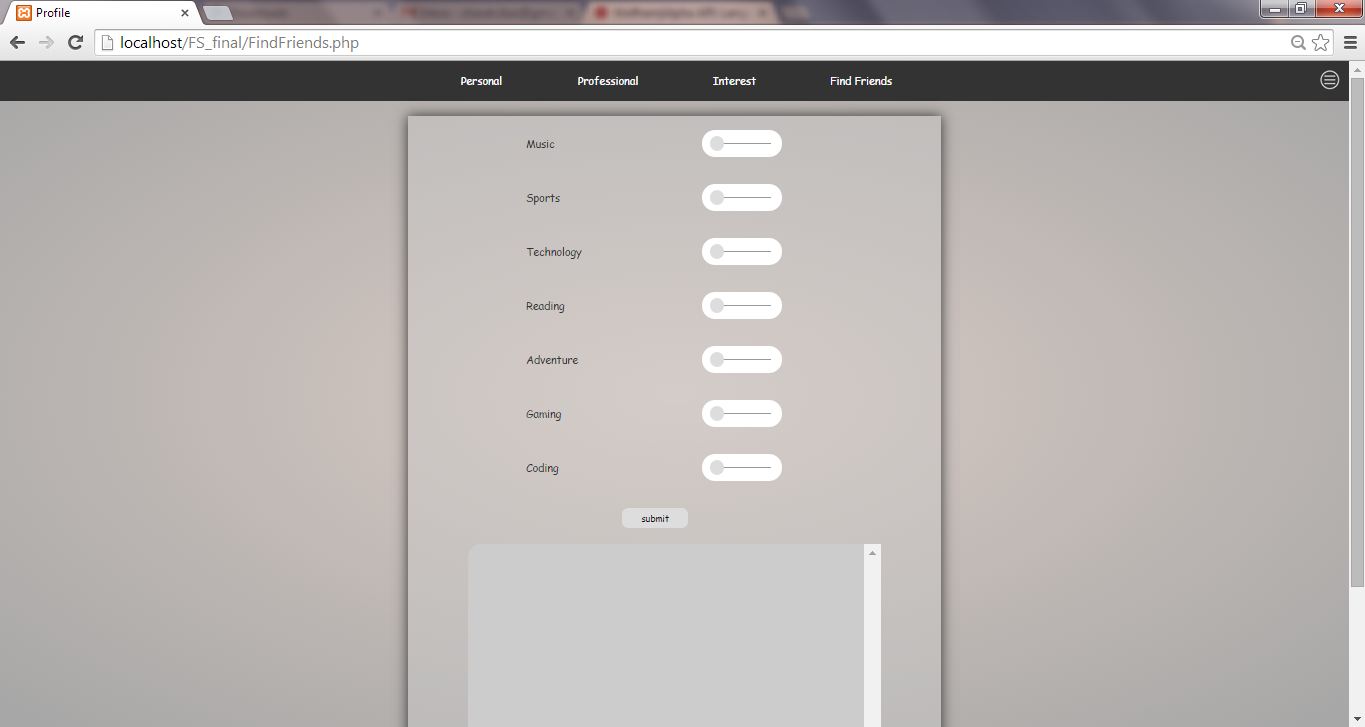 Profile
localhost/FS_final/FindFriends.php
Personal Professional Interest Find Friends
Music
Sports
Technology
Reading
Adventure
Gaming
Coding
submit